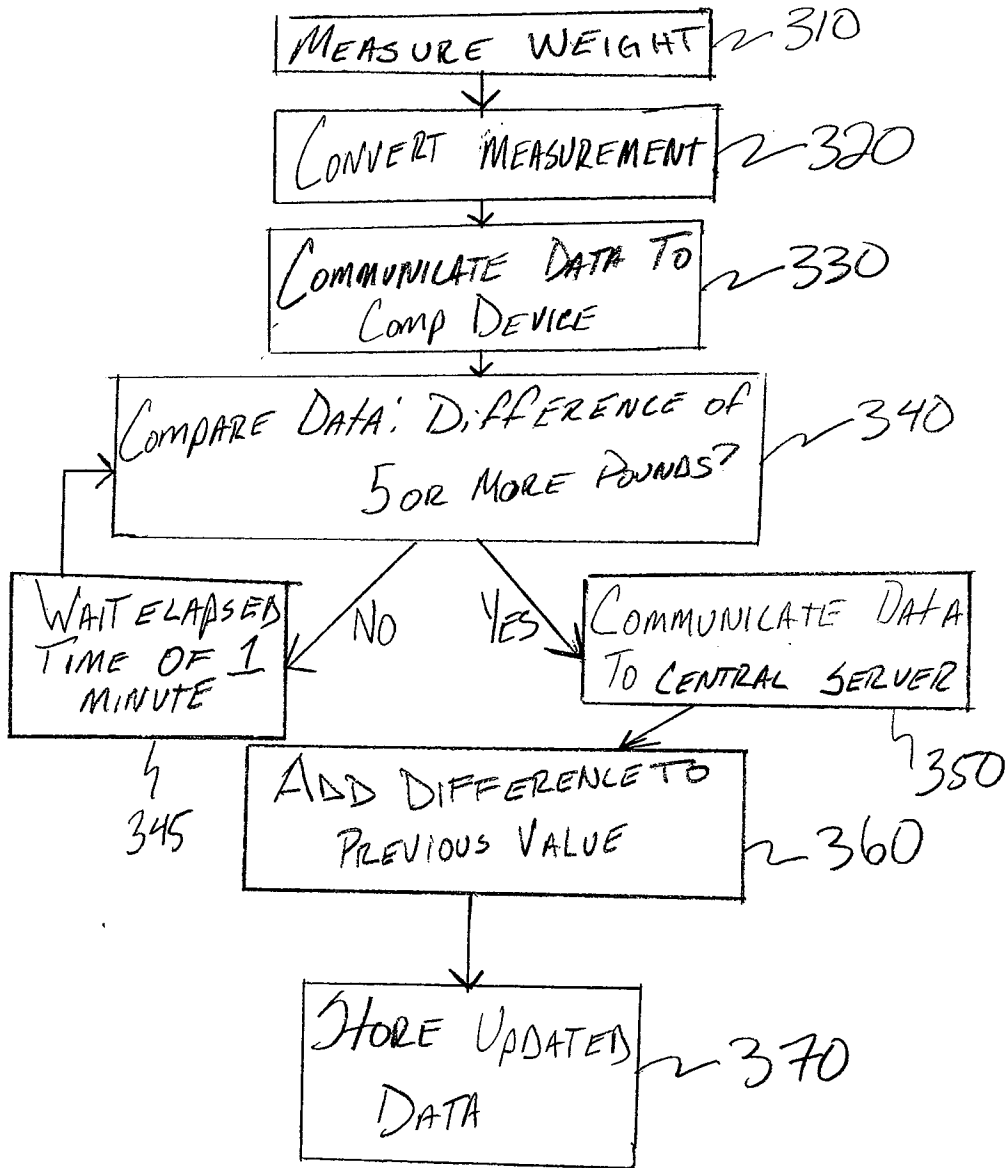 MEASURE WEIGHT
310
CONVERT MEASUREMENT
320
COMMUNICATE DATA TO
COMP DEVICE
330
COMPARE DATA: DIFFERENCE OF
5 OR MORE POUNDS?
340
WAIT ELAPSED
TIME OF 1
MINUTE
345
NO
YES
COMMUNICATE DATA
TO CENTRAL SERVER
350
ADD DIFFERENCE TO
PREVIOUS VALUE
360
STORE UPDATED
DATA
370